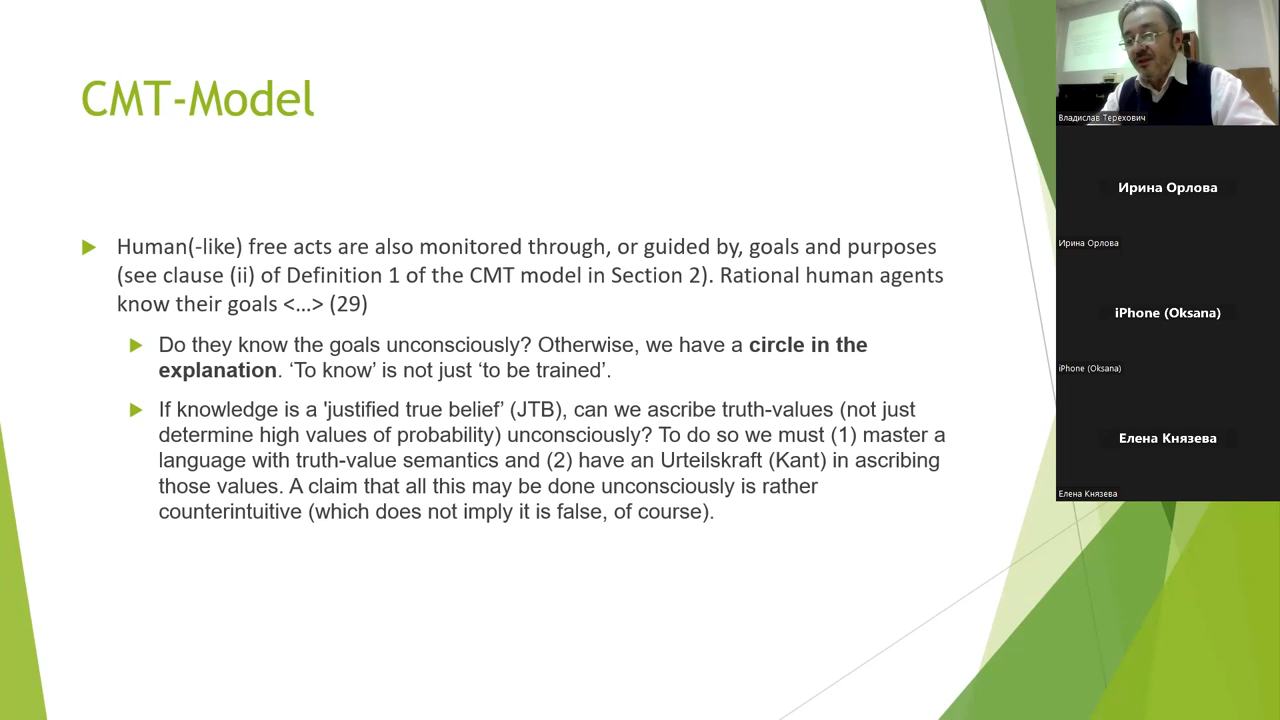 CMT-Model
Human(-like) free acts are also monitored through, or guided by, goals and purposes
(see clause (ii) of Definition 1 of the CMT model in Section 2). Rational human agents
know their goals <…> (29)
Do they know the goals unconsciously? Otherwise, we have a circle in the
explanation. ‘To know’ is not just ‘to be trained’.
If knowledge is a 'justified true belief’ (JTB), can we ascribe truth-values (not just
determine high values of probability) unconsciously? To do so we must (1) master a
language with truth-value semantics and (2) have an Urteilskraft (Kant) in ascribing
those values. A claim that all this may be done unconsciously is rather
counterintuitive (which does not imply it is false, of course).
Владислав Терехович
Ирина Орлова
Ирина Орлова
iPhone (Oksana)
iPhone (Oksana)
Елена Князева
Елена Князева